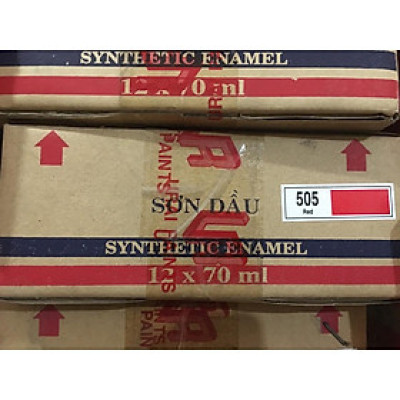 SYNTHETIC ENAMEL
12 x 70 ml
SƠN DẦU
505
Red
SYNTHETIC ENAMEL
12 x 70 ml